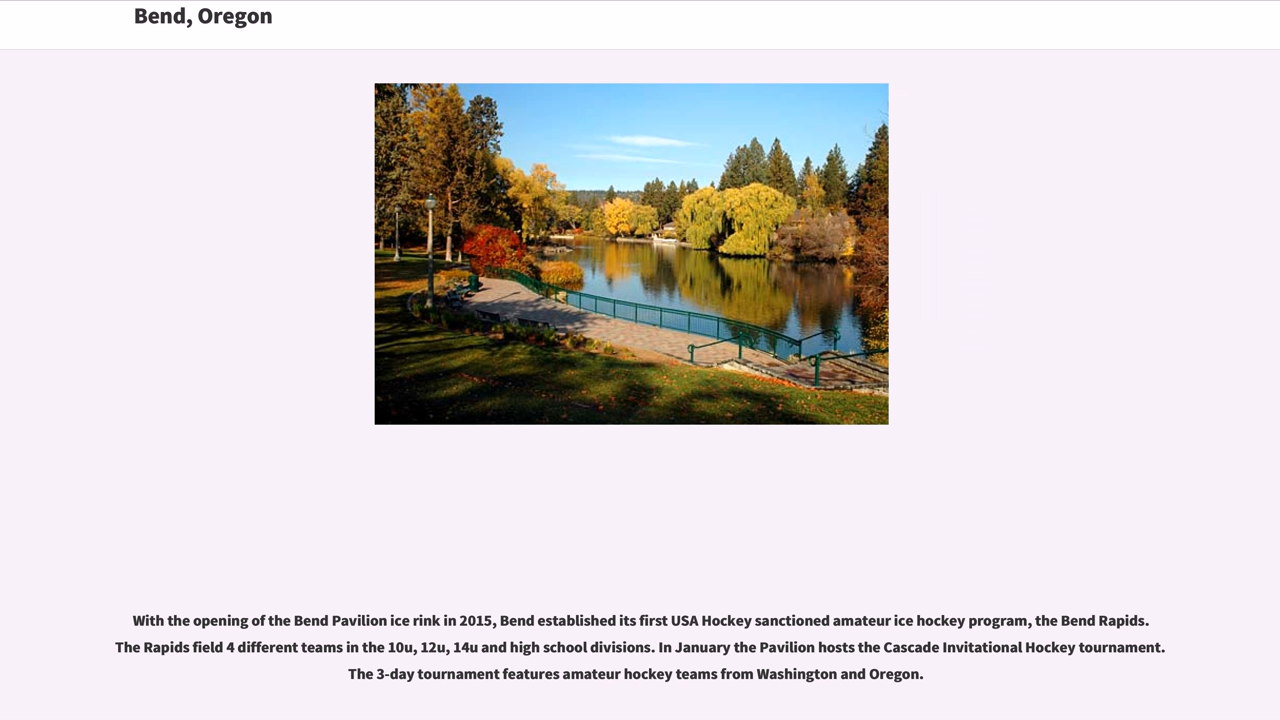 Bend, Oregon
With the opening of the Bend Pavilion ice rink in 2015, Bend established its first USA Hockey sanctioned amateur ice hockey program, the Bend Rapids.
The Rapids field 4 different teams in the 10u, 12u, 14u and high school divisions. In January the Pavilion hosts the Cascade Invitational Hockey tournament.
The 3-day tournament features amateur hockey teams from Washington and Oregon.